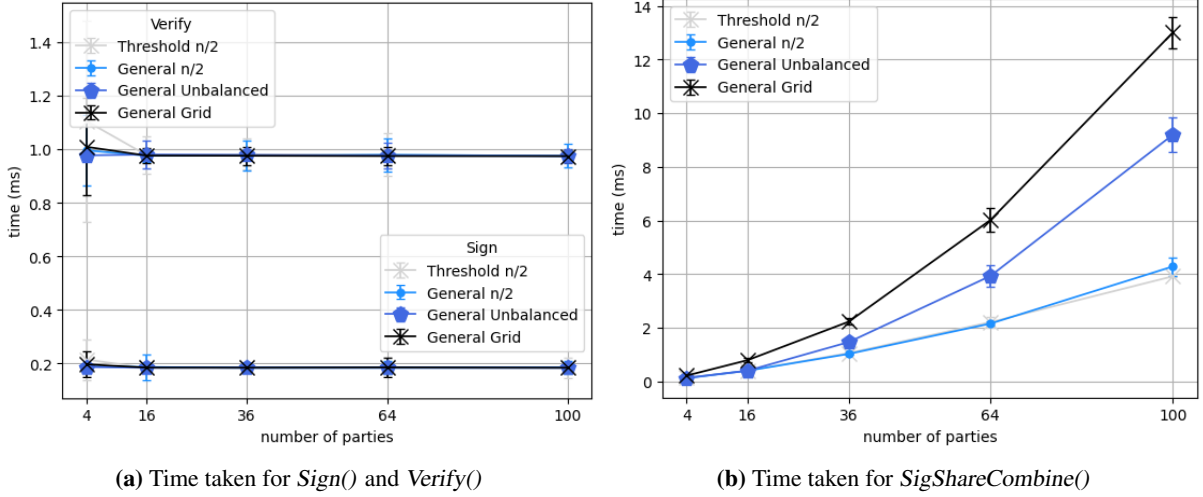 Verify
Threshold n/2
General n/2
General Unbalanced
General Grid
Sign
Threshold n/2
General n/2
General Unbalanced
General Grid
1.4
1.2
1.0
0.8
0.6
0.4
0.2
time (ms)
4 16 36 64 100
number of parties
(a) Time taken for Sign() and Verify()
Threshold n/2
General n/2
General Unbalanced
General Grid
14
12
10
8
6
4
2
0
time (ms)
4 16 36 64 100
number of parties
(b) Time taken for SigShareCombine()